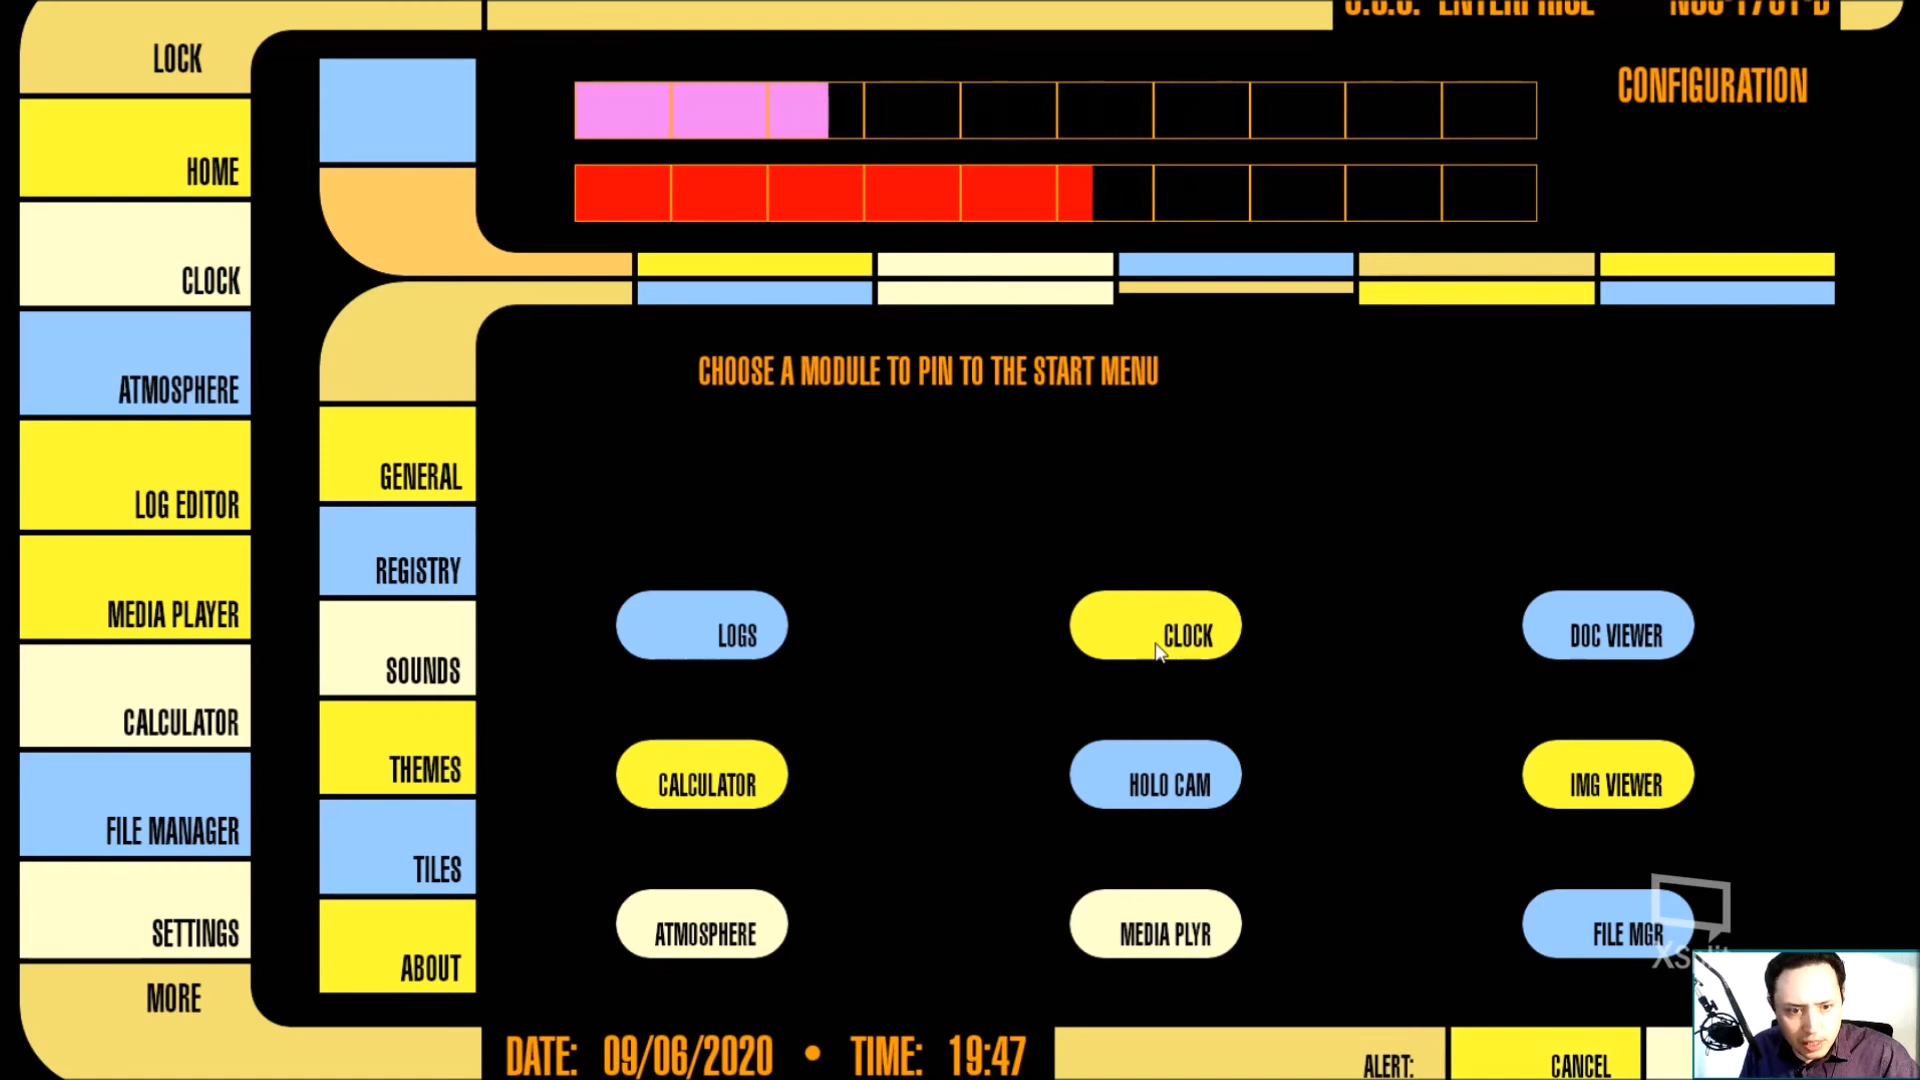 U.S.S. ENTERPRISE
LOCK
CONFIGURATION
HOME
CLOCK
ATMOSPHERE
LOG EDITOR
MEDIA PLAYER
CALCULATOR
FILE MANAGER
SETTINGS
MORE
CHOOSE A MODULE TO PIN TO THE START MENU
GENERAL
REGISTRY
SOUNDS
THEMES
TILES
ABOUT
LOGS
CLOCK
DOC VIEWER
CALCULATOR
HOLO CAM
IMG VIEWER
ATMOSPHERE
MEDIA PLYR
FILE MGR
XSplit
DATE: 09/06/2020 • TIME: 19:47
ALERT:
CANCEL